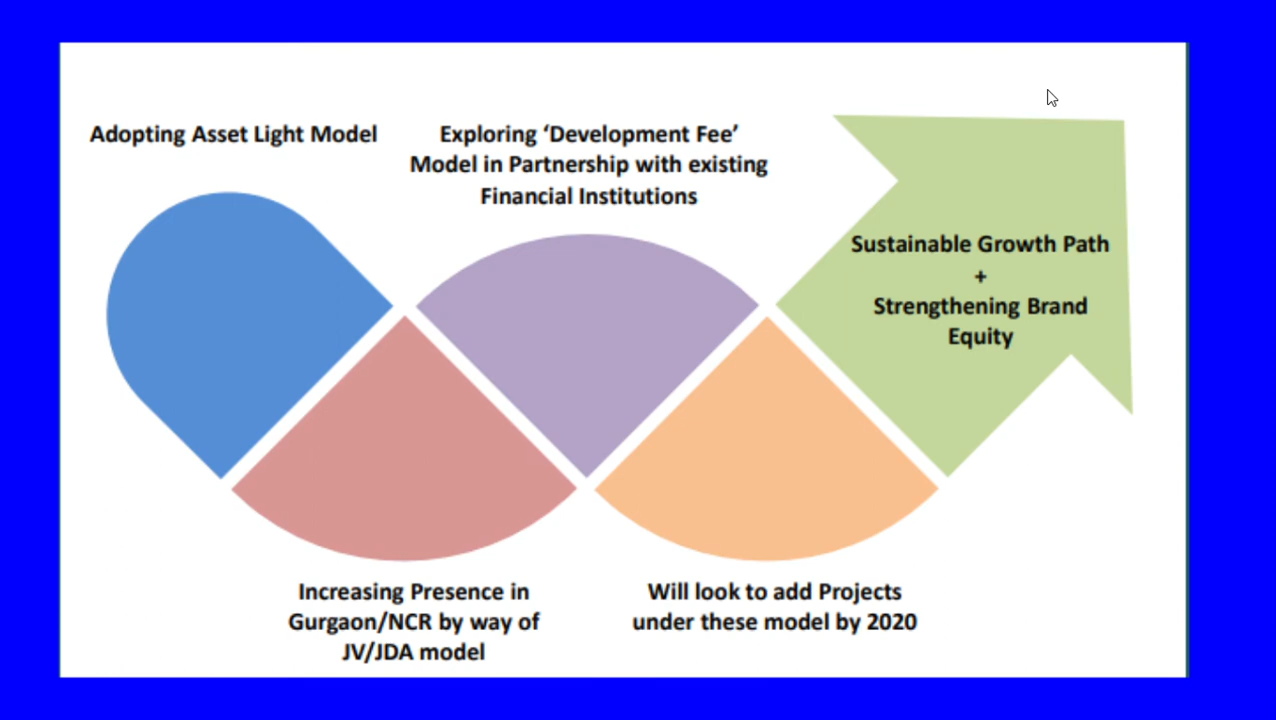 Adopting Asset Light Model
Exploring ‘Development Fee’
Model in Partnership with existing
Financial Institutions
Sustainable Growth Path
+
Strengthening Brand
Equity
Increasing Presence in
Gurgaon/NCR by way of
JV/JDA model
Will look to add Projects
under these model by 2020